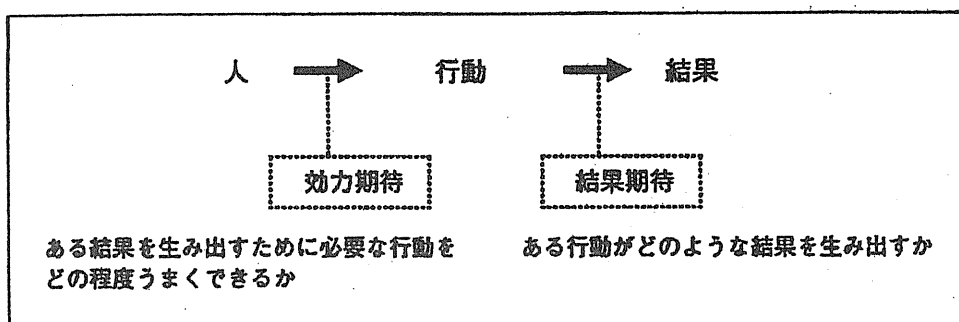 人 行動 結果
効力期待 結果期待
ある結果を生み出すために必要な行動を
どの程度うまくできるか
ある行動がどのような結果を生み出すか